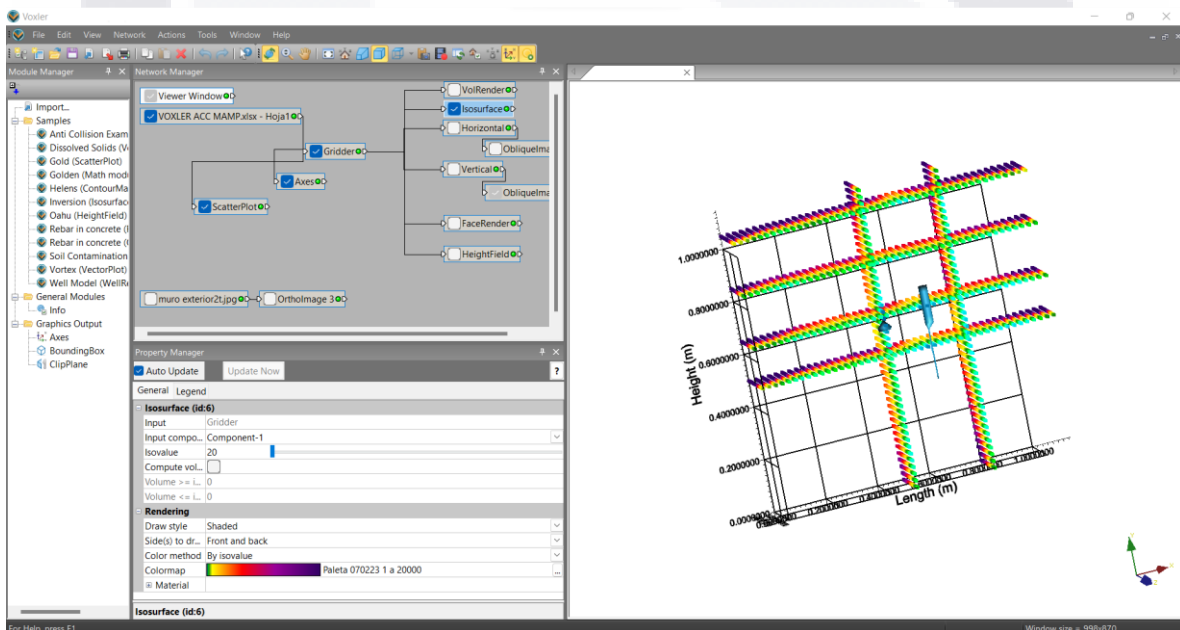 Voxler
File Edit View Network Actions Tools Window Help
Module Manager
Import...
Samples
Anti Collision Exam
Dissolved Solids (V
Gold (ScatterPlot)
Golden (Math mod
Helens (ContourMa
Inversion (Isosurfac
Oahu (HeightField)
Rebar in concrete (
Rebar in concrete (
Soil Contamination
Vortex (VectorPlot)
Well Model (WellR
General Modules
Info
Graphics Output
Axes
BoundingBox
ClipPlane
Network Manager
Viewer Window
VOXLER ACC MAMP.xlsx - Hoja1
Gridder
Axes
ScatterPlot
VolRender
Isosurface
Horizontal
ObliqueIma
Vertical
ObliqueIma
FaceRender
HeightField
muro exterior2t.jpg
OrthoImage 3
Property Manager
Auto Update Update Now ?
General Legend
Isosurface (id:6)
Input Gridder
Input compo... Component-1
Isovalue 20
Compute vol...
Volume >= i... 0
Volume <= i... 0
Rendering
Draw style Shaded
Side(s) to dr... Front and back
Color method By isovalue
Colormap Paleta 070223 1 a 20000 ...
Material
Isosurface (id:6)
1.0000000
0.8000000
0.6000000
0.4000000
0.2000000
Height (m)
Length (m)
For Help, press F1
Window size = 998x870